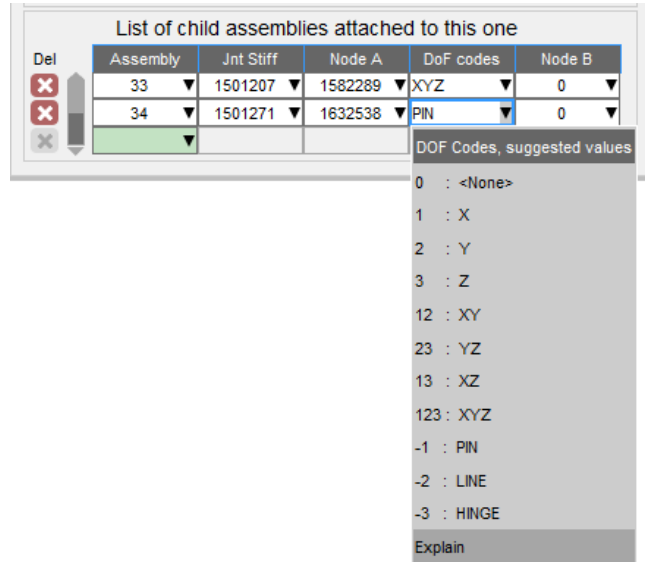 List of child assemblies attached to this one
Del Assembly Jnt Stiff Node A DoF codes Node B
33 1501207 1582289 XYZ 0
34 1501271 1632538 PIN 0
DOF Codes, suggested values
0 : <None>
1 : X
2 : Y
3 : Z
12 : XY
23 : YZ
13 : XZ
123 : XYZ
-1 : PIN
-2 : LINE
-3 : HINGE
Explain